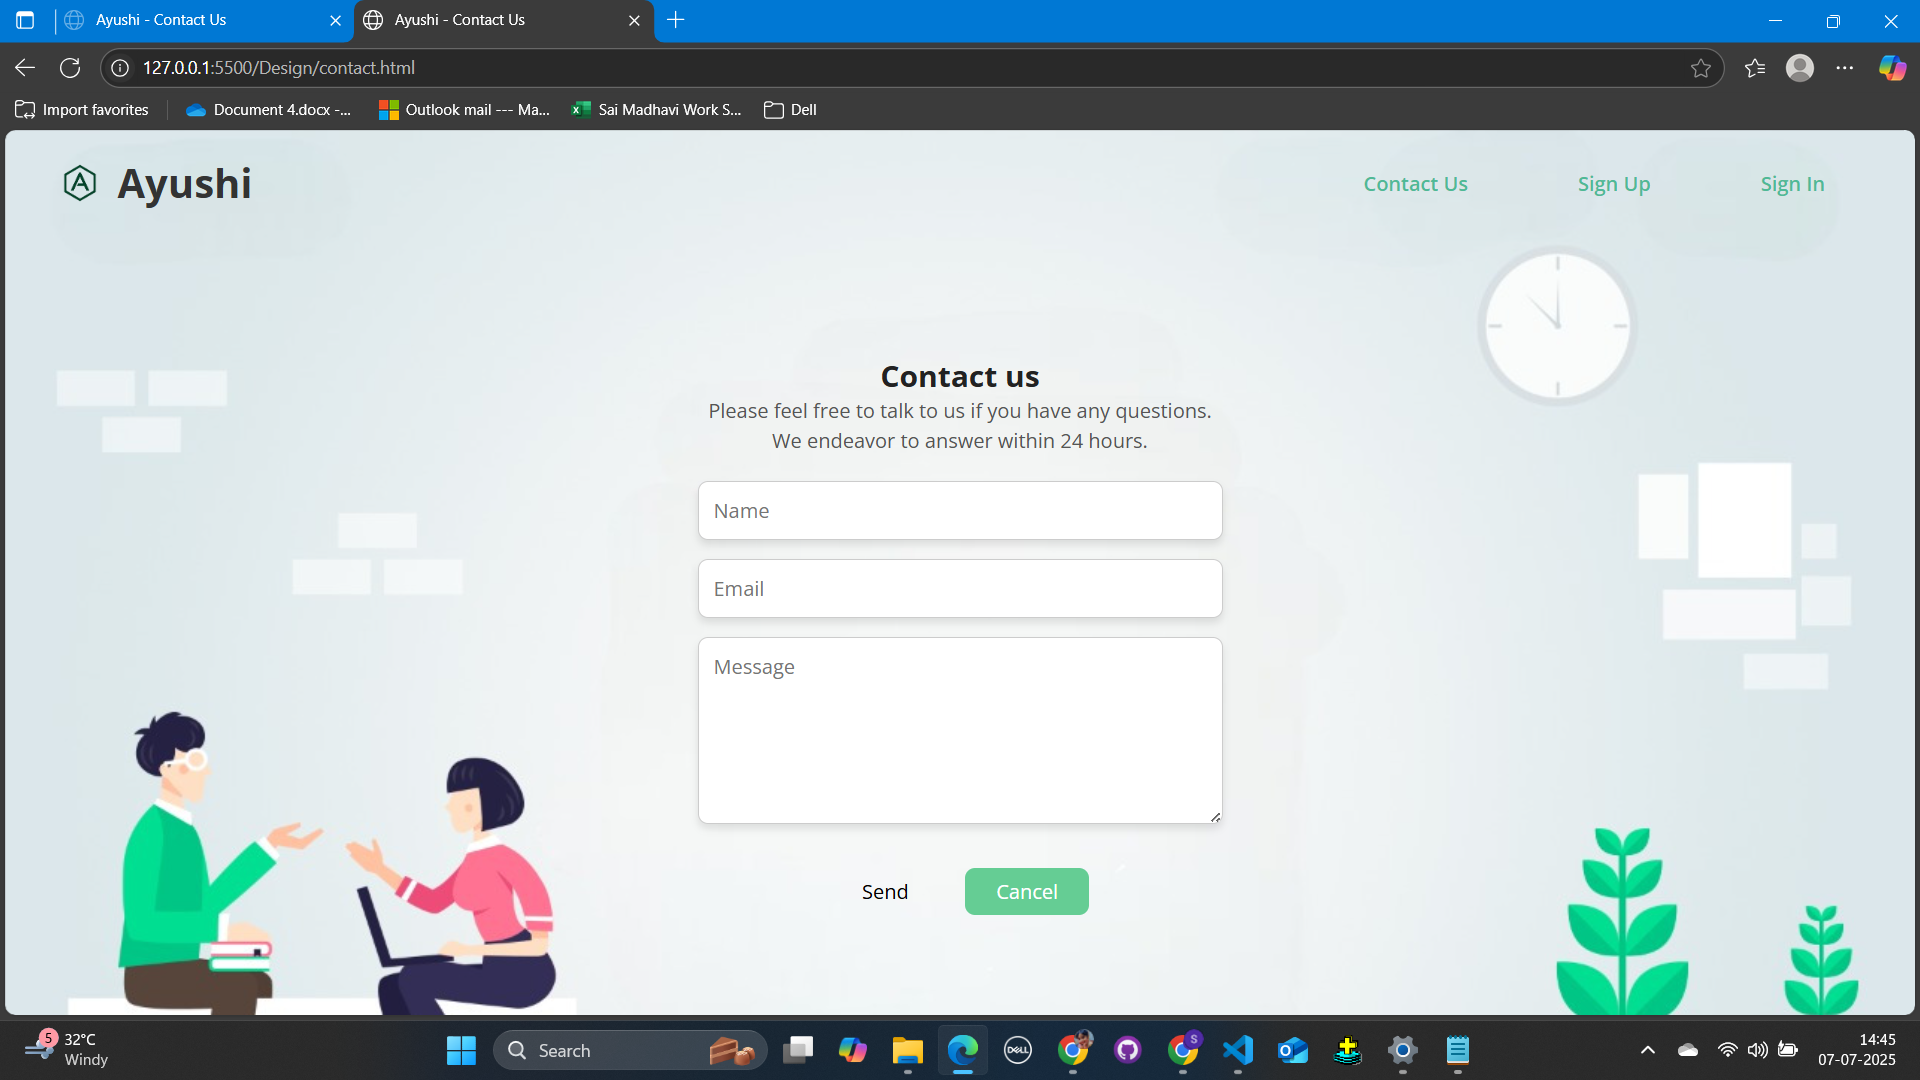 Ayushi - Contact Us
Ayushi - Contact Us
127.0.0.1:5500/Design/contact.html
Import favorites
Document 4.docx -...
Outlook mail --- Ma...
Sai Madhavi Work S...
Dell
A
Ayushi
Contact Us
Sign Up
Sign In
Contact us
Please feel free to talk to us if you have any questions.
We endeavor to answer within 24 hours.
Name
Email
Message
Send
Cancel
5
32°C
Windy
Search
DELL
S
14:45
07-07-2025